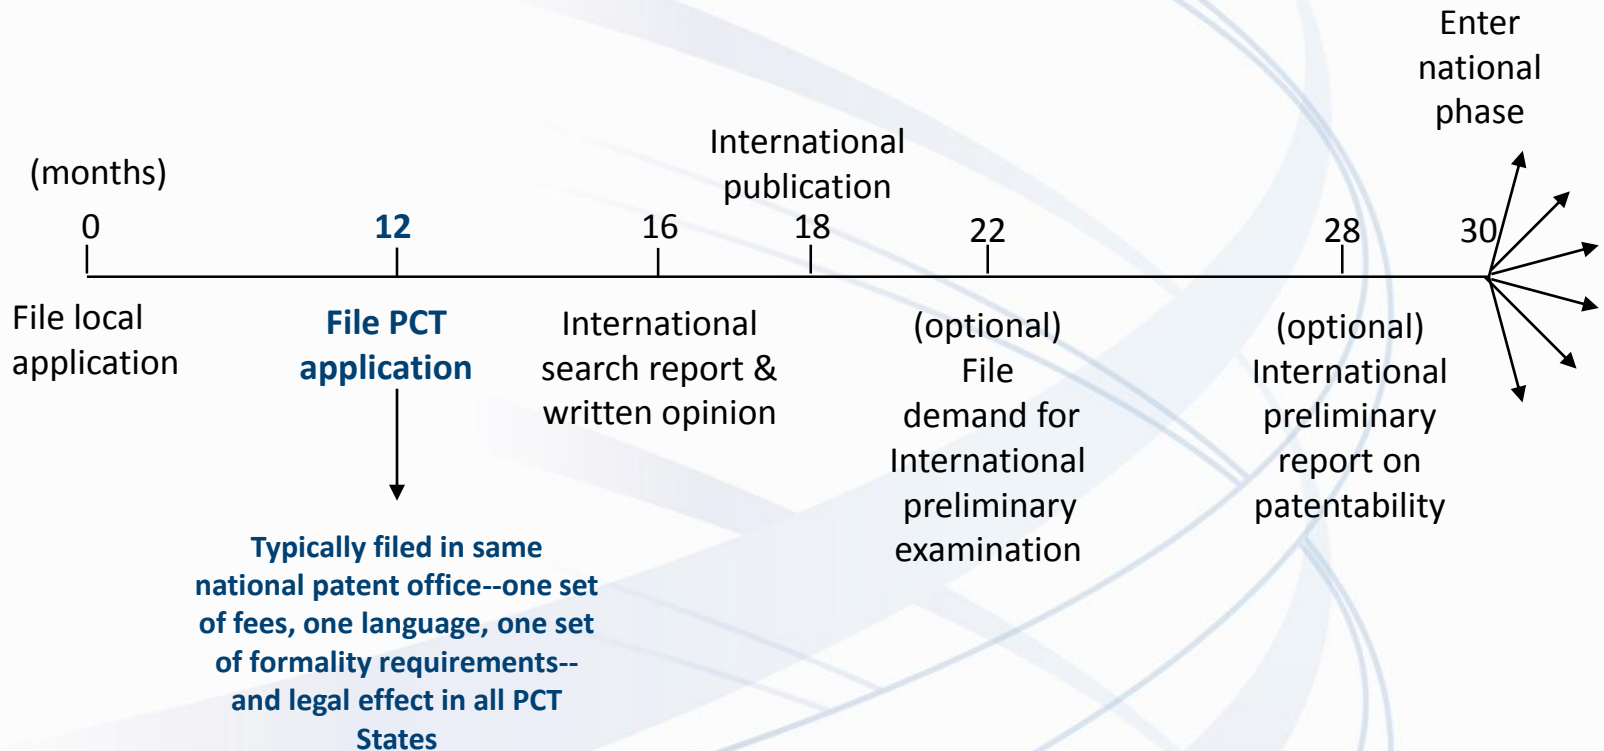 Enter
national
phase
International
publication
(months)
0
12
16
18
22
28
30
File local
application
File PCT
application
International
search report &
written opinion
(optional)
File
demand for
International
preliminary
examination
(optional)
International
preliminary
report on
patentability
Typically filed in same
national patent office--one set
of fees, one language, one set
of formality requirements--
and legal effect in all PCT
States